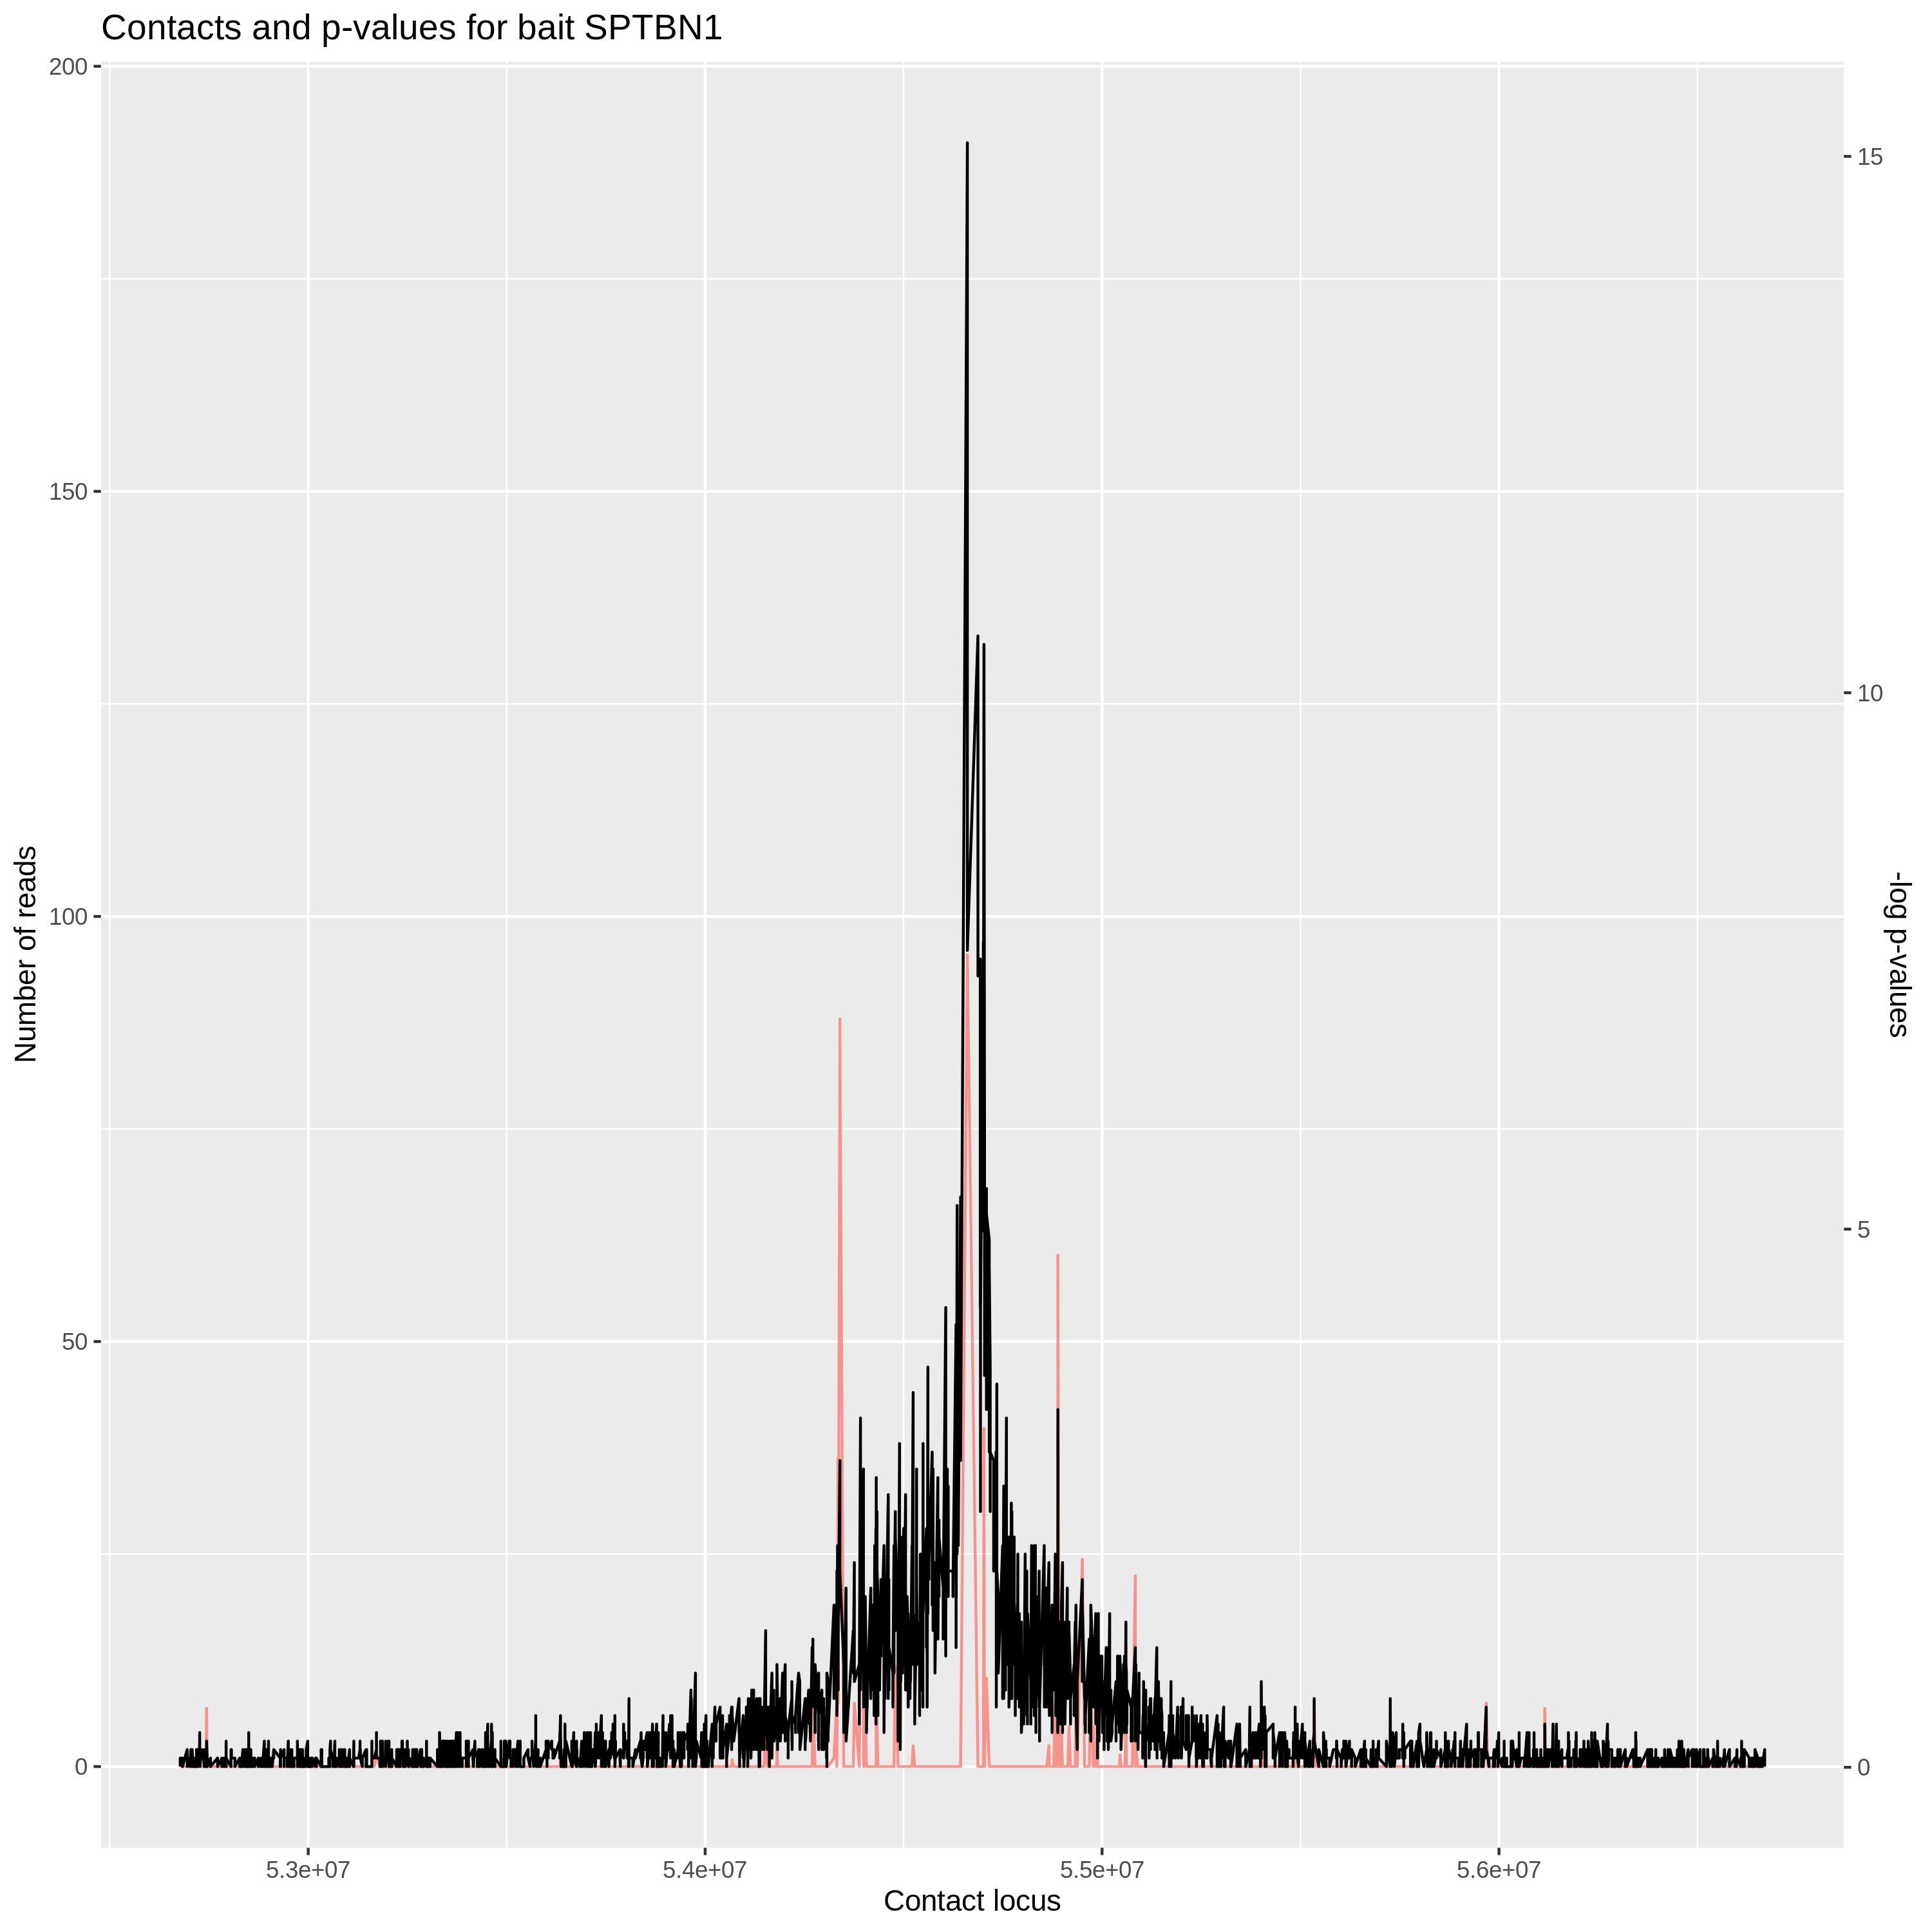 Contacts and p-values for bait SPTBN1
200
150
100
50
0
Number of reads
15
10
5
0
-log p-values
5.3e+07
5.4e+07
5.5e+07
5.6e+07
Contact locus